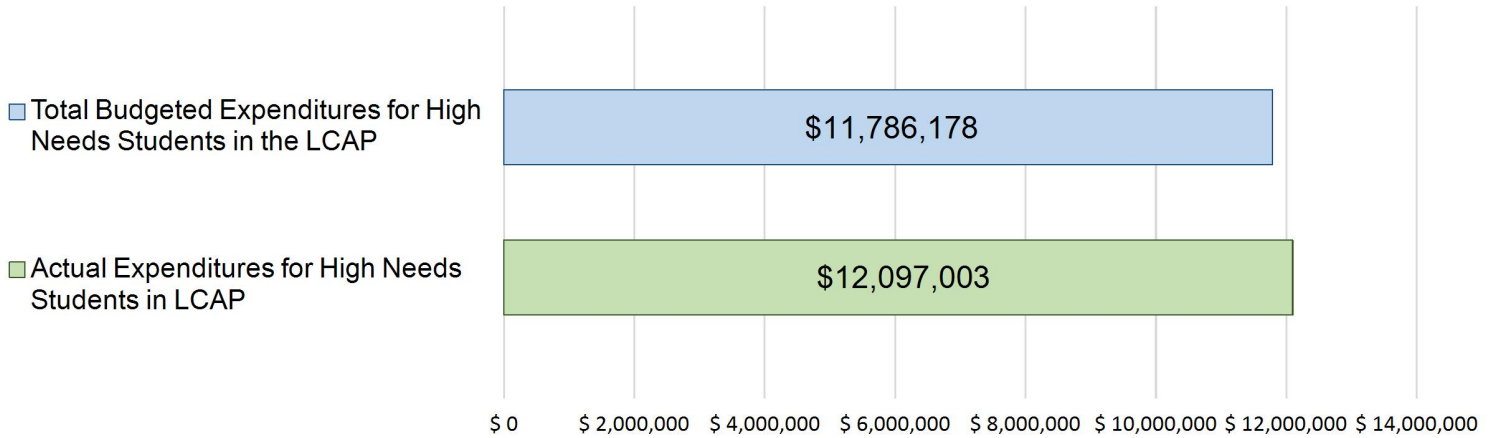 Total Budgeted Expenditures for High
Needs Students in the LCAP
$11,786,178
Actual Expenditures for High Needs
Students in LCAP
$12,097,003
$ 0 $ 2,000,000 $ 4,000,000 $ 6,000,000 $ 8,000,000 $ 10,000,000 $ 12,000,000 $ 14,000,000